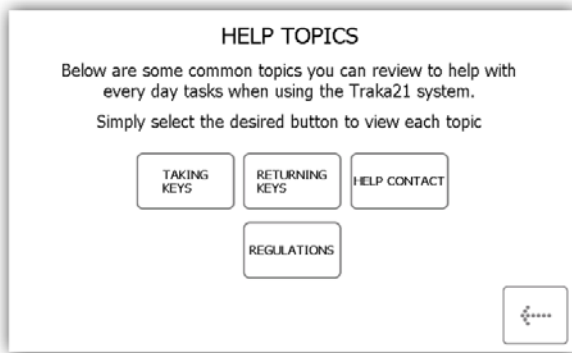 HELP TOPICS
Below are some common topics you can review to help with
every day tasks when using the Traka21 system.
Simply select the desired button to view each topic
TAKING
KEYS
RETURNING
KEYS
HELP CONTACT
REGULATIONS